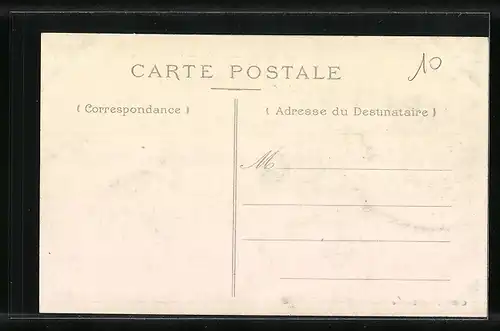 CARTE POSTALE
10
( Correspondance )
( Adresse du Destinataire )
M